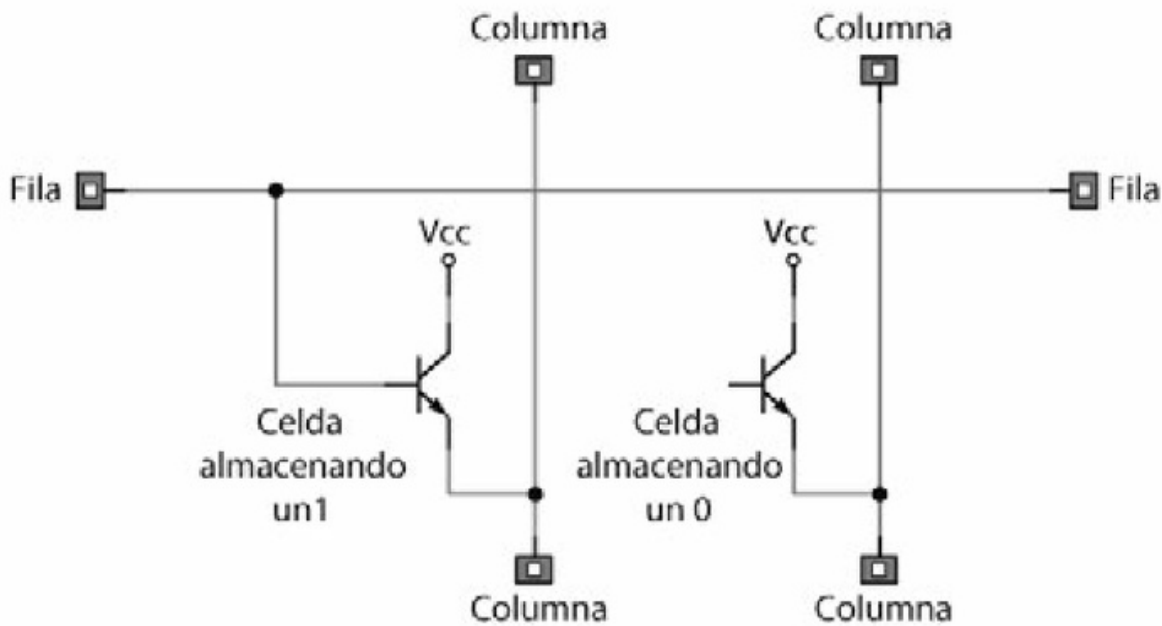 Columna
Columna
Fila
Fila
Vcc
Vcc
Celda
almacenando
un1
Celda
almacenando
un 0
Columna
Columna